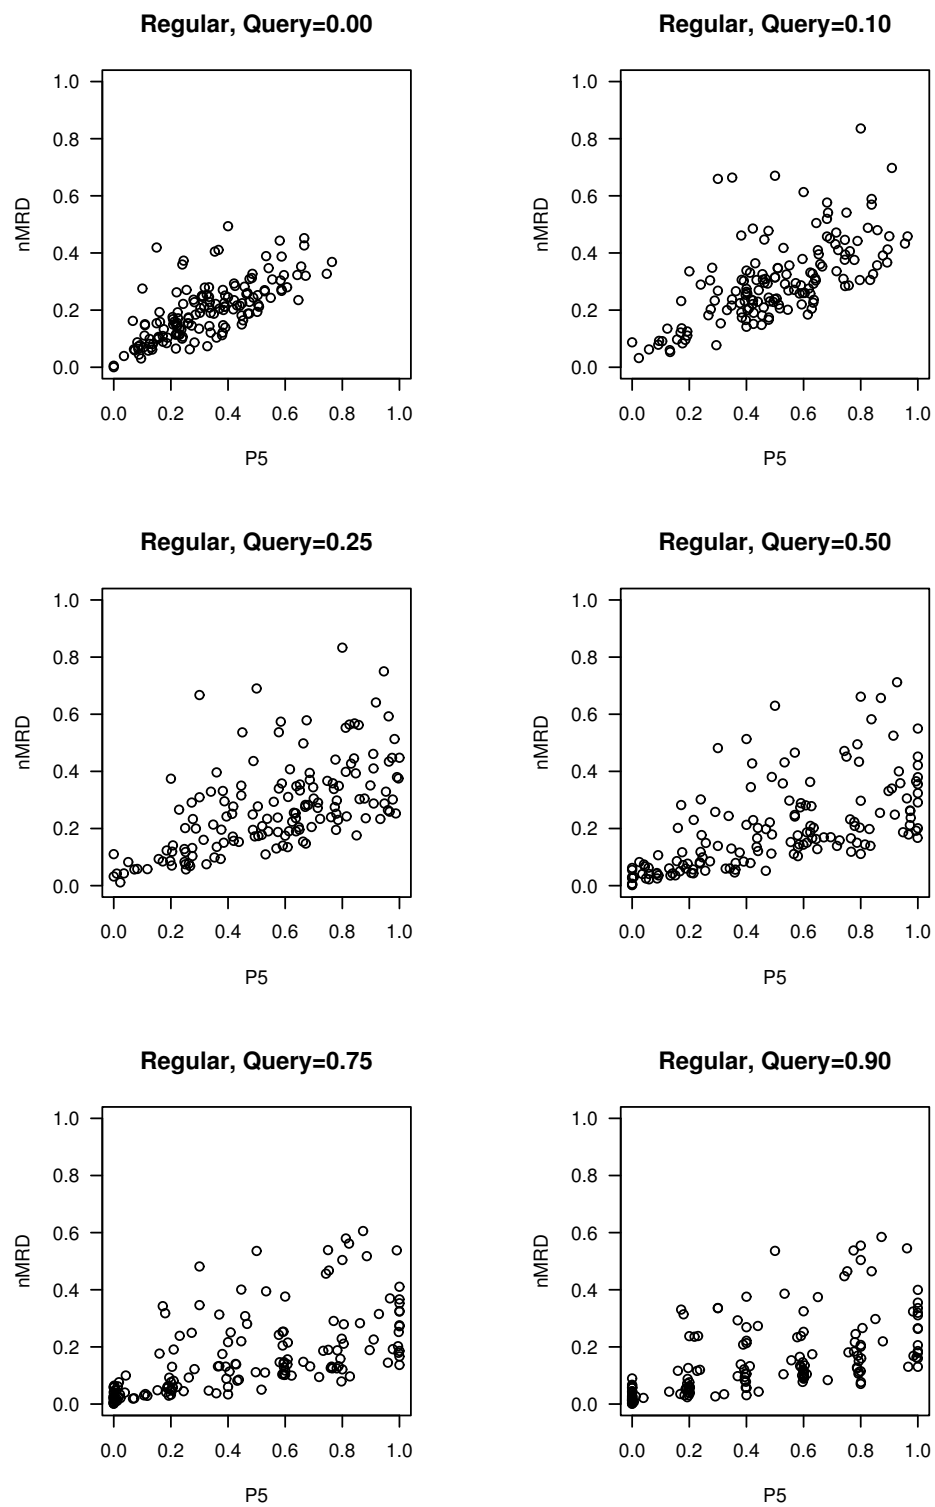 Regular, Query=0.00
Regular, Query=0.10
1.0
0.8
0.6
0.4
0.2
0.0
nMRD
0.0 0.2 0.4 0.6 0.8 1.0
P5
1.0
0.8
0.6
0.4
0.2
0.0
nMRD
0.0 0.2 0.4 0.6 0.8 1.0
P5
Regular, Query=0.25
Regular, Query=0.50
1.0
0.8
0.6
0.4
0.2
0.0
nMRD
0.0 0.2 0.4 0.6 0.8 1.0
P5
1.0
0.8
0.6
0.4
0.2
0.0
nMRD
0.0 0.2 0.4 0.6 0.8 1.0
P5
Regular, Query=0.75
Regular, Query=0.90
1.0
0.8
0.6
0.4
0.2
0.0
nMRD
0.0 0.2 0.4 0.6 0.8 1.0
P5
1.0
0.8
0.6
0.4
0.2
0.0
nMRD
0.0 0.2 0.4 0.6 0.8 1.0
P5